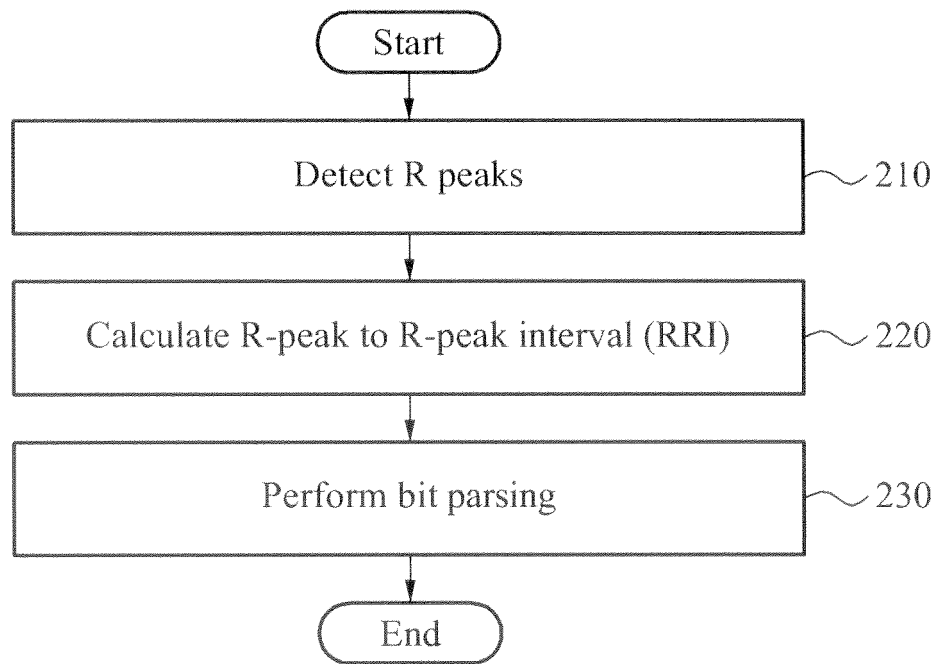 Start
Detect R peaks
210
Calculate R-peak to R-peak interval (RRI)
220
Perform bit parsing
230
End